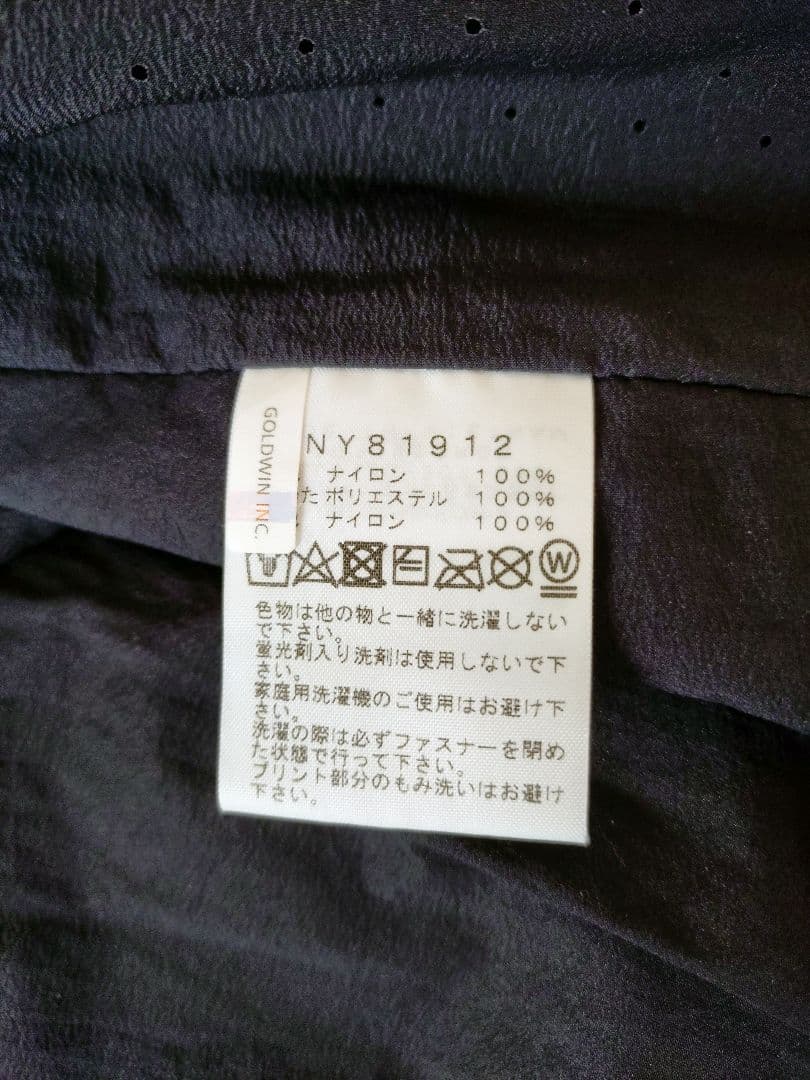 GOLDWIN INC.
NY81912
ナイロン 100%
た ポリエステル 100%
ナイロン 100%
W
色物は他の物と一緒に洗濯しない
で下さい。
蛍光剤入り洗剤は使用しないで下
さい。
家庭用洗濯機のご使用はお避け下
さい。
洗濯の際は必ずファスナーを閉め
た状態で行って下さい。
プリント部分のもみ洗いはお避け
下さい。